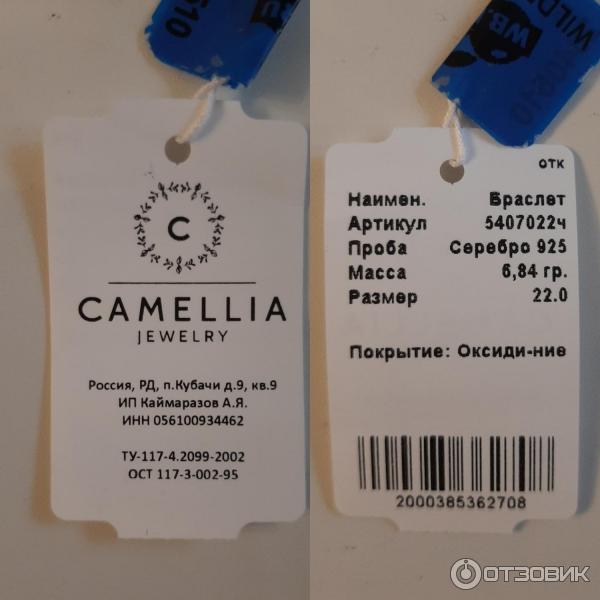 C
CAMELLIA
JEWELRY
Россия, РД, п.Кубачи д.9, кв.9
ИП Каймаразов А.Я.
ИНН 056100934462
ТУ-117-4.2099-2002
ОСТ 117-3-002-95
WB
WILD
отк
Наимен. Браслет
Артикул 5407022ч
Проба Серебро 925
Масса 6,84 гр.
Размер 22.0
Покрытие: Оксиди-ние
2000385362708
ОТЗОВИК